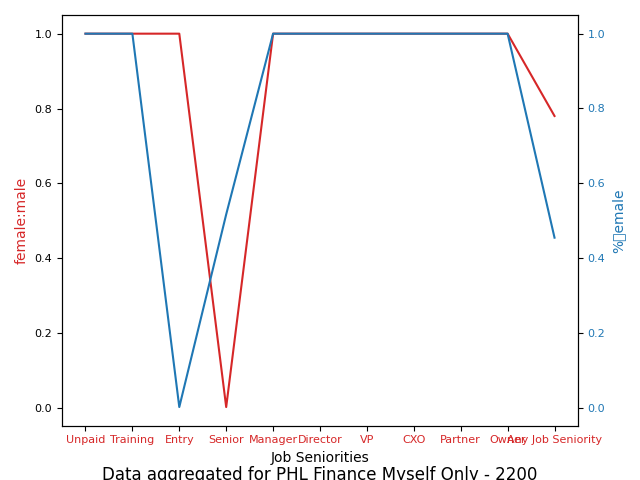 1.0
0.8
0.6
0.4
0.2
0.0
female:male
1.0
0.8
0.6
0.4
0.2
0.0
%▯emale
Unpaid Training Entry Senior Manager Director VP CXO Partner Owner Any Job Seniority
Job Seniorities
Data aggregated for PHL Finance Myself Only - 2200